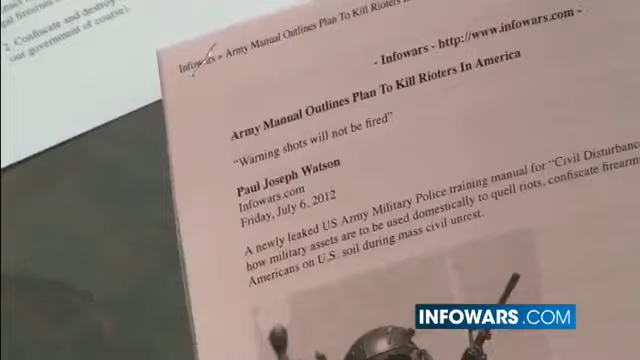 gal firearms
2. Confiscate and destroy
our government of course).
Infowars » Army Manual Outlines Plan To Kill Rioters In
- Infowars - http://www.infowars.com -
Army Manual Outlines Plan To Kill Rioters In America
“Warning shots will not be fired”
Paul Joseph Watson
Infowars.com
Friday, July 6, 2012
A newly leaked US Army Military Police training manual for “Civil Disturbance
how military assets are to be used domestically to quell riots, confiscate firearms
Americans on U.S. soil during mass civil unrest.
INFOWARS.COM